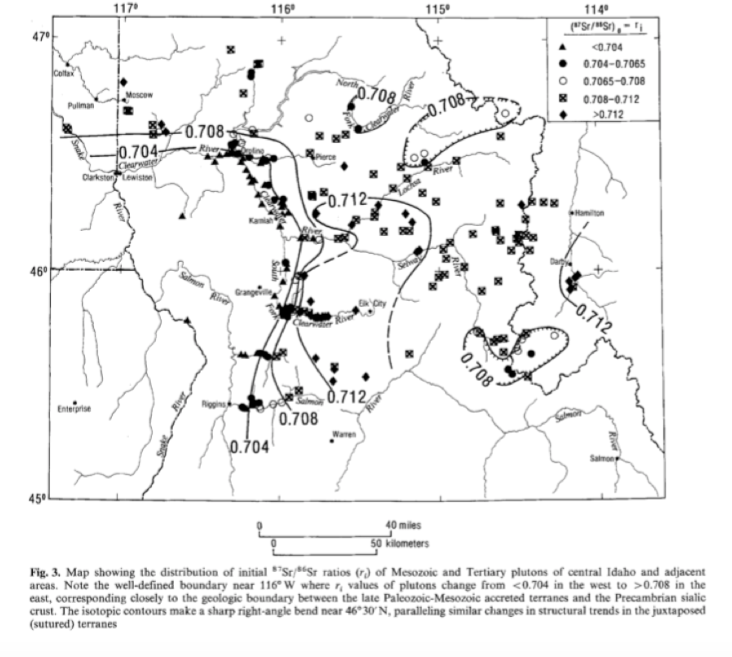 117°
116°
115°
114°
47°
(⁸⁷Sr/⁸⁶Sr)₀ = rᵢ
<0.704
0.704–0.7065
0.7065–0.708
0.708–0.712
>0.712
Colfax
Moscow
Pullman
North
0.708
River
0.708
Fork
Clearwater
0.708
River
Orofino
0.704
Clearwater
Snake
Pierce
River
Clarkston
Lewiston
Lochsa
0.712
River
Clearwater
Kamiah
Hamilton
River
Selway
River
Darby
46°
South
Salmon
River
Grangeville
Elk City
Fork
Clearwater River
0.712
0.708
Enterprise
River
Snake
Riggins
Salmon
0.712
River
0.708
Warren
0.704
Salmon
River
Salmon
45°
0 40 miles
0 50 kilometers
Fig. 3. Map showing the distribution of initial ⁸⁷Sr/⁸⁶Sr ratios (rᵢ) of Mesozoic and Tertiary plutons of central Idaho and adjacent
areas. Note the well-defined boundary near 116° W where rᵢ values of plutons change from <0.704 in the west to >0.708 in the
east, corresponding closely to the geologic boundary between the late Paleozoic-Mesozoic accreted terranes and the Precambrian sialic
crust. The isotopic contours make a sharp right-angle bend near 46°30′N, paralleling similar changes in structural trends in the juxtaposed
(sutured) terranes